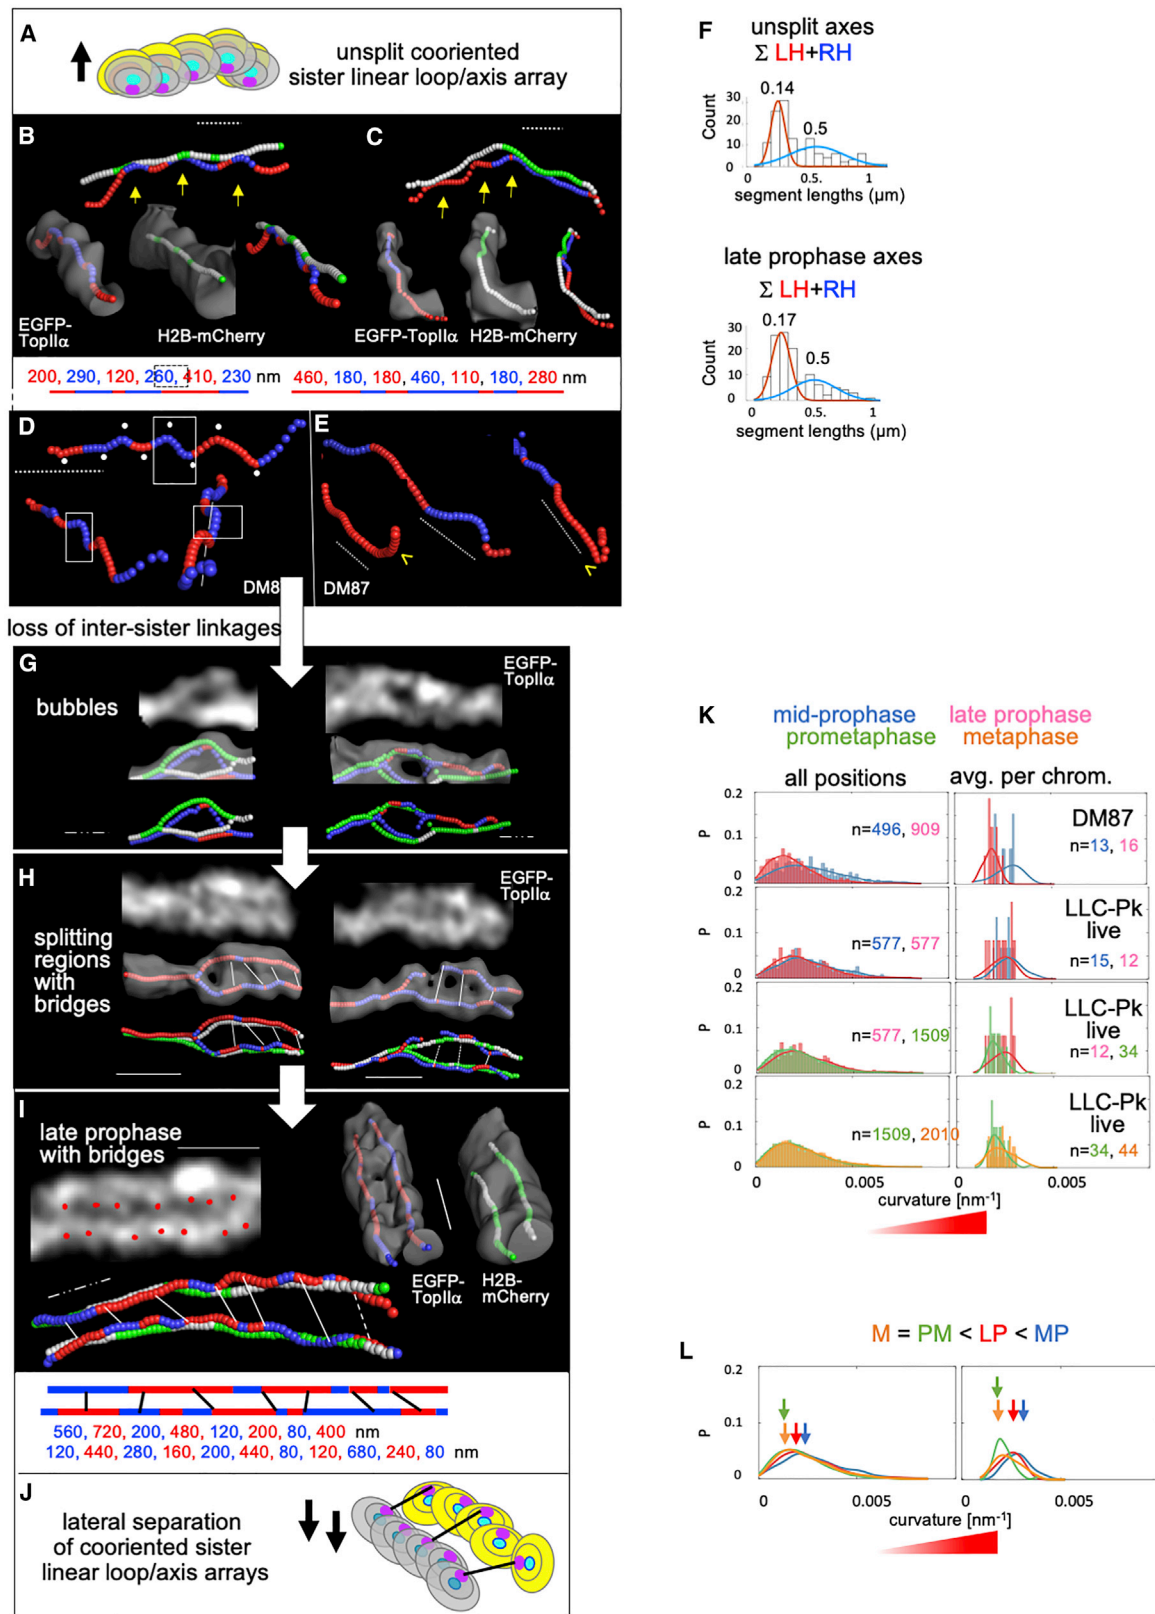 A
unsplit cooriented
sister linear loop/axis array
B
C
EGFP-
TopIIα
H2B-mCherry
EGFP-TopIIα
H2B-mCherry
200, 290, 120, 260, 410, 230 nm
460, 180, 180, 460, 110, 180, 280 nm
D
E
DM87
loss of inter-sister linkages
G
EGFP-
TopIIα
bubbles
H
EGFP-
TopIIα
splitting
regions
with
bridges
I
late prophase
with bridges
EGFP-
TopIIα
H2B-
mCherry
560, 720, 200, 480, 120, 200, 80, 400 nm
120, 440, 280, 160, 200, 440, 80, 120, 680, 240, 80 nm
J
lateral separation
of cooriented sister
linear loop/axis arrays
F
unsplit axes
Σ LH+RH
0.14
0.5
Count
30
20
10
0
0 0.5. 1
segment lengths (µm)
late prophase axes
Σ LH+RH
0.17
0.5
Count
30
20
10
0
0 0.5. 1
segment lengths (µm)
K
mid-prophase late prophase
prometaphase metaphase
all positions avg. per chrom.
0.2
0.1
0
P
n=496, 909
DM87
n=13, 16
0.2
0.1
0
P
n=577, 577
LLC-Pk
live
n=15, 12
0.2
0.1
0
P
n=577, 1509
LLC-Pk
live
n=12, 34
0.2
0.1
0
P
n=1509, 2010
LLC-Pk
live
n=34, 44
0 0.005 0 0.005
curvature [nm⁻¹]
L
M = PM < LP < MP
0.2
0.1
0
P
0 0.005 0 0.005
curvature [nm⁻¹]